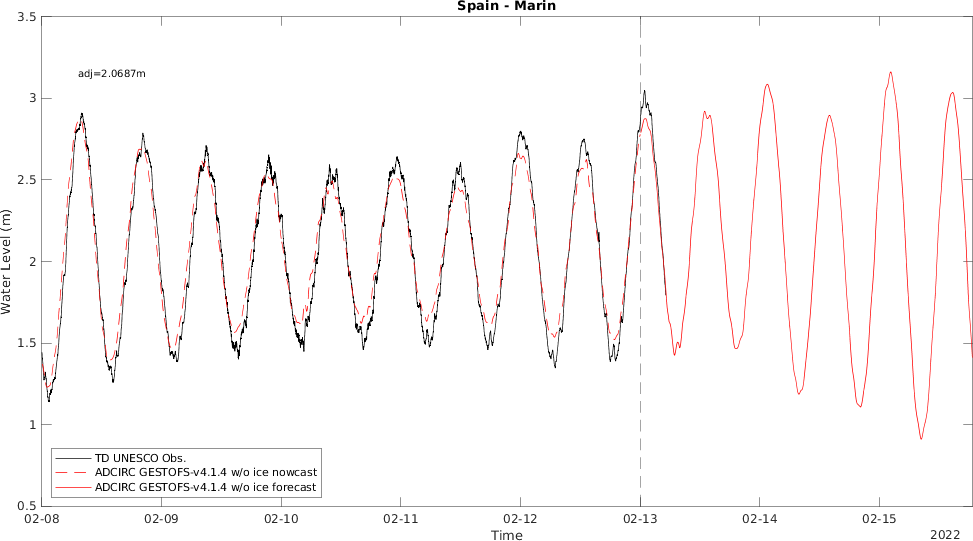 Spain - Marin
adj=2.0687m
3.5
3
2.5
2
1.5
1
0.5
Water Level (m)
TD UNESCO Obs.
ADCIRC GESTOFS-v4.1.4 w/o ice nowcast
ADCIRC GESTOFS-v4.1.4 w/o ice forecast
02-08 02-09 02-10 02-11 02-12 02-13 02-14 02-15
Time
2022